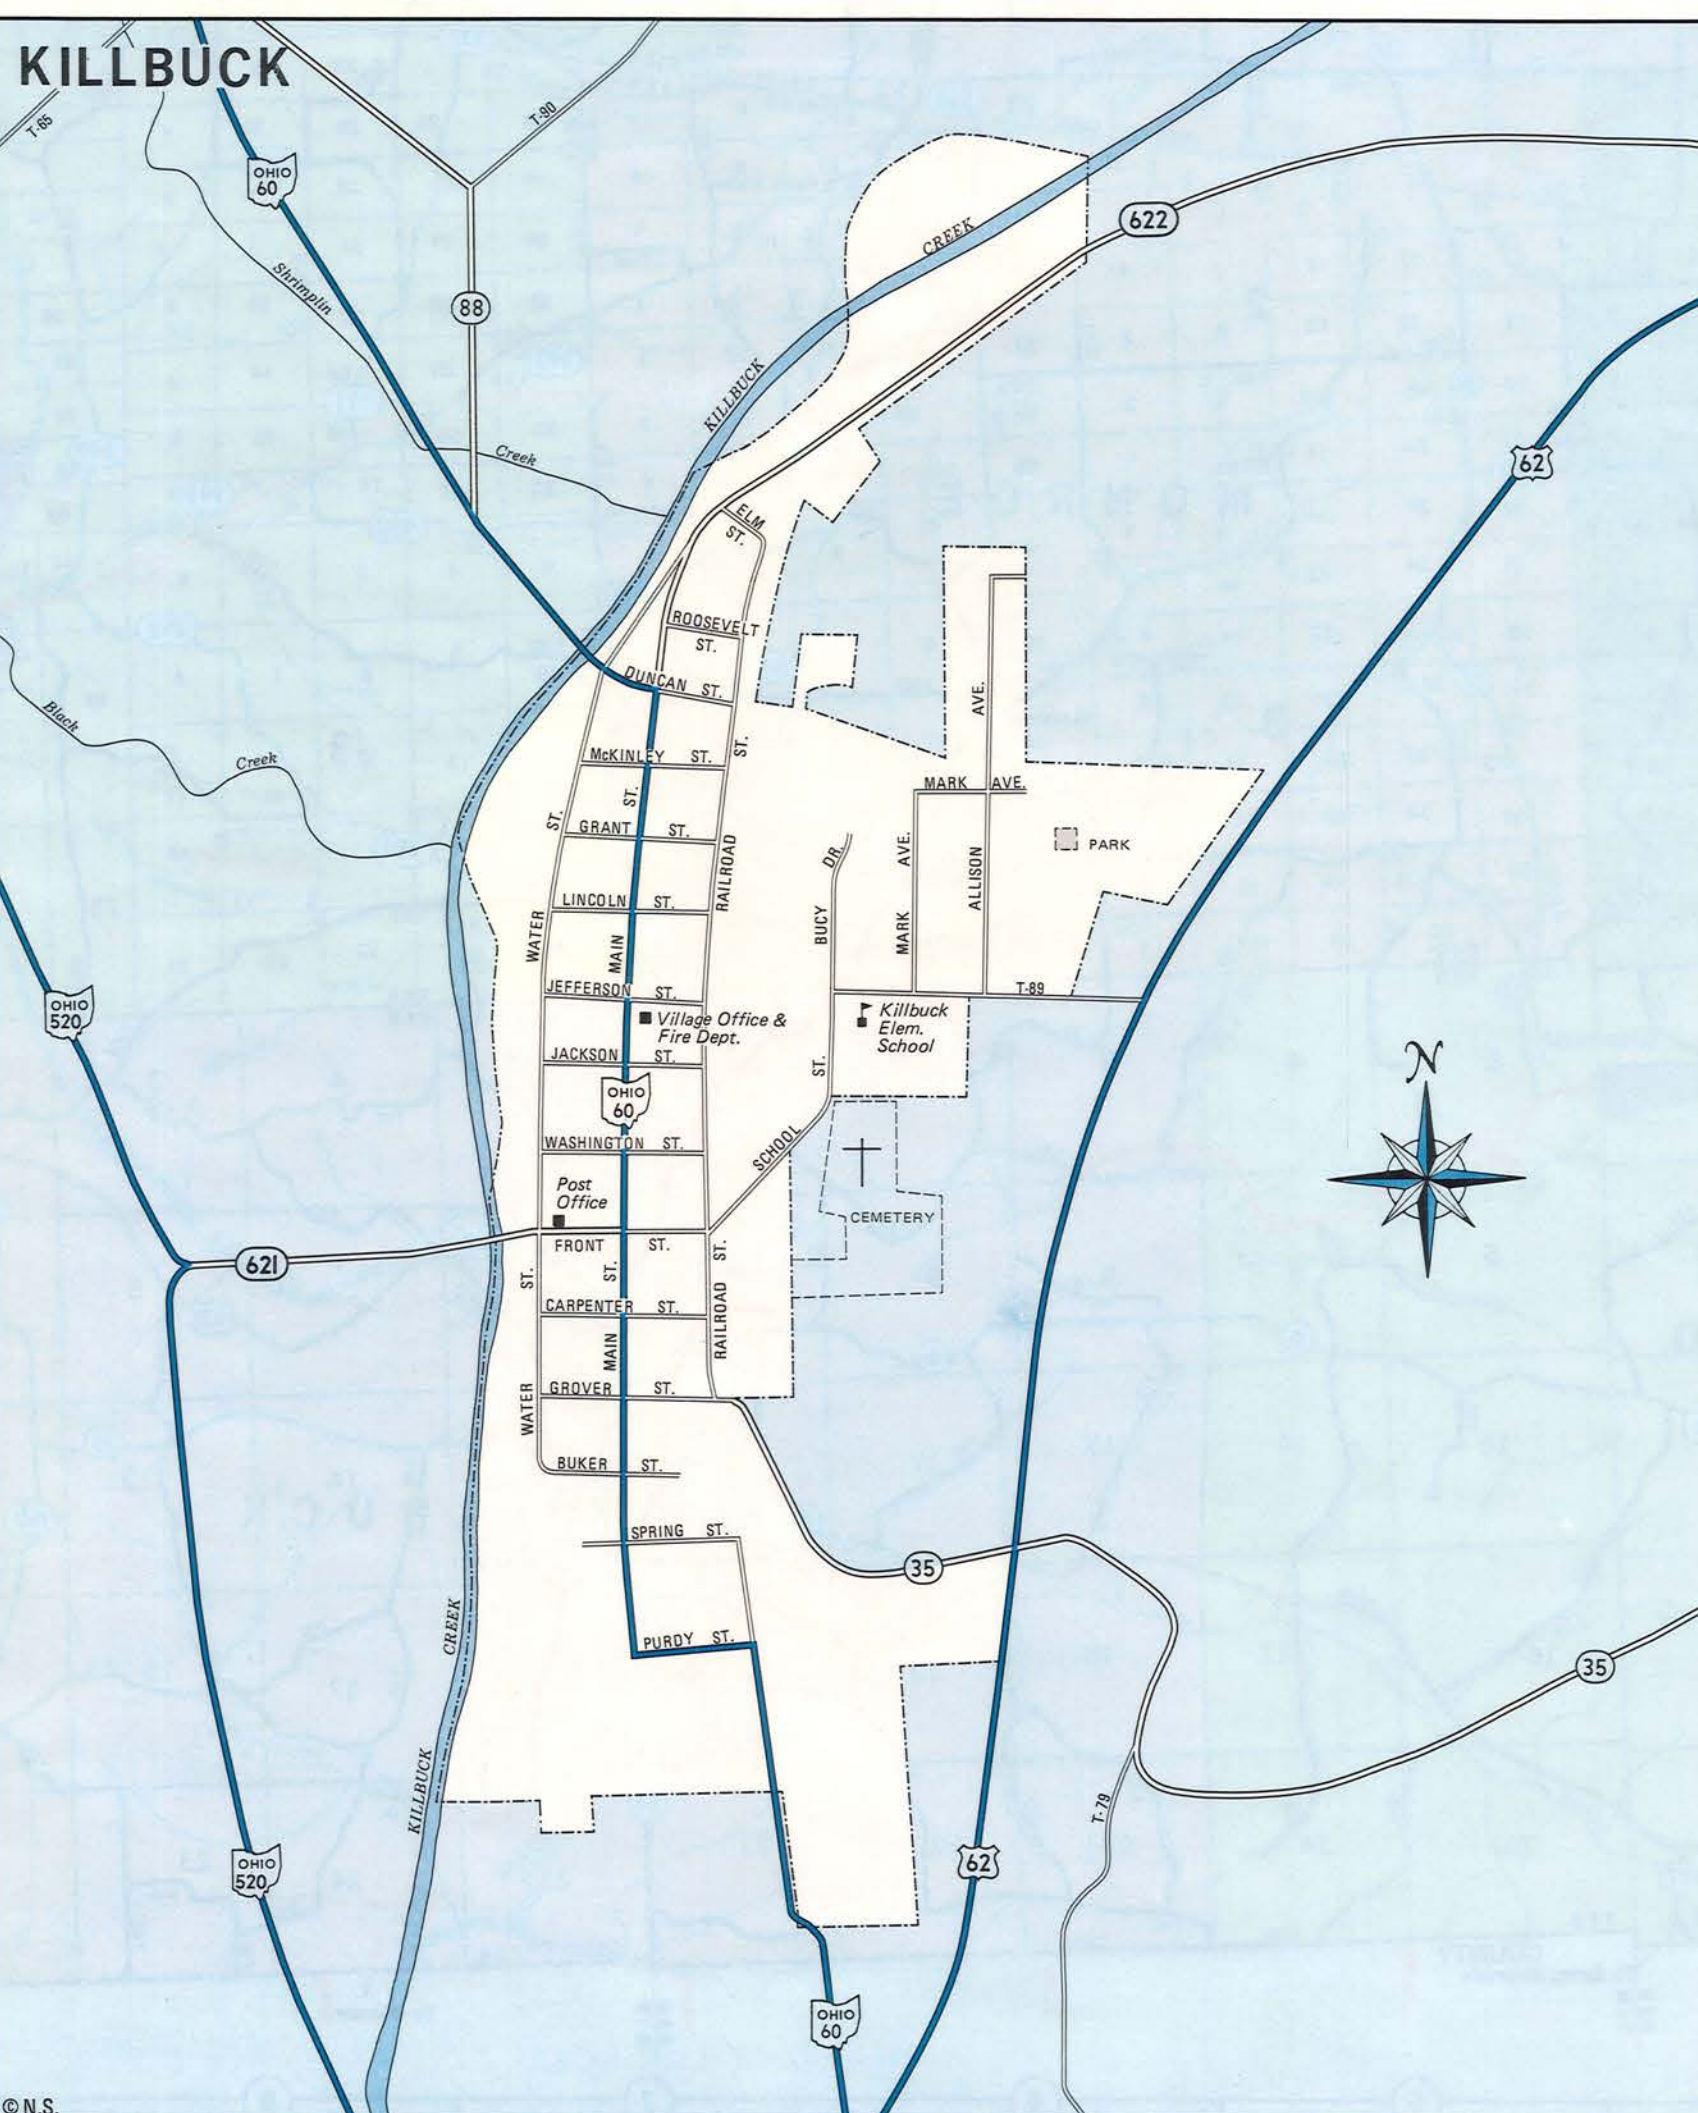 KILLBUCK
T-65
T-90
OHIO
60
Shrimplin
Creek
88
CREEK
622
KILLBUCK
62
ELM
ST.
ROOSEVELT
ST.
DUNCAN ST.
Black
Creek
McKINLEY ST.
ST.
AVE.
MARK AVE.
ST.
ST.
GRANT ST.
PARK
DR.
AVE.
ALLISON
RAILROAD
LINCOLN ST.
WATER
MAIN
BUCY
MARK
JEFFERSON ST.
T-89
OHIO
520
Village Office &
Fire Dept.
Killbuck
Elem.
School
JACKSON ST.
ST.
N
OHIO
60
WASHINGTON ST.
SCHOOL
Post
Office
CEMETERY
621
FRONT ST.
ST.
ST.
ST.
CARPENTER ST.
RAILROAD
MAIN
GROVER ST.
WATER
BUKER ST.
SPRING ST.
35
CREEK
PURDY ST.
35
KILLBUCK
T-79
OHIO
520
62
OHIO
60
© N.S.